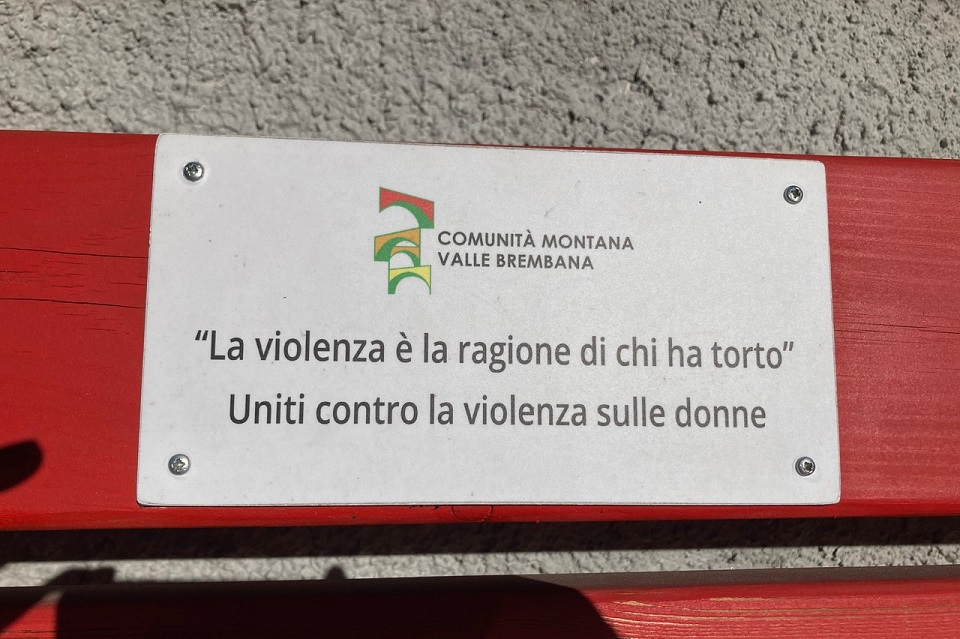 COMUNITÀ MONTANA
VALLE BREMBANA
“La violenza è la ragione di chi ha torto”
Uniti contro la violenza sulle donne